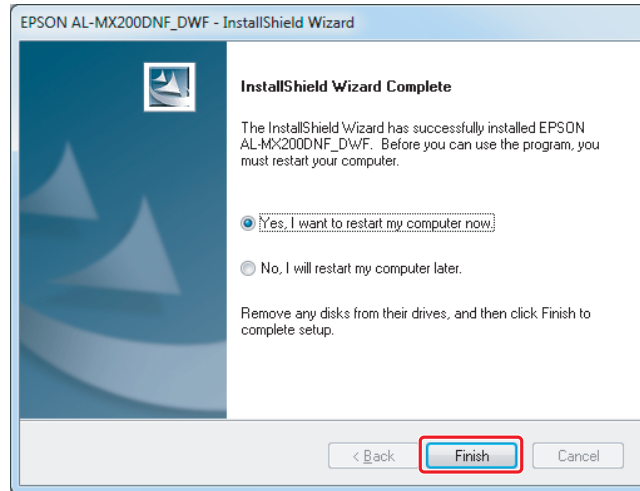 EPSON AL-MX200DNF_DWF - InstallShield Wizard
InstallShield Wizard Complete
The InstallShield Wizard has successfully installed EPSON
AL-MX200DNF_DWF. Before you can use the program, you
must restart your computer.
Yes, I want to restart my computer now.
No, I will restart my computer later.
Remove any disks from their drives, and then click Finish to
complete setup.
< Back Finish Cancel